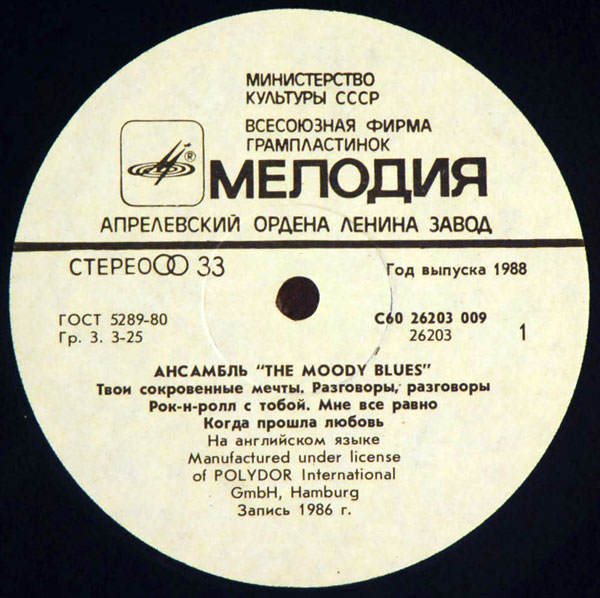 МИНИСТЕРСТВО
КУЛЬТУРЫ СССР
ВСЕСОЮЗНАЯ ФИРМА
ГРАМПЛАСТИНОК
®
МЕЛОДИЯ
АПРЕЛЕВСКИЙ ОРДЕНА ЛЕНИНА ЗАВОД
СТЕРЕО 33
Год выпуска 1988
ГОСТ 5289-80
Гр. 3. 3-25
С60 26203 009
26203
1
АНСАМБЛЬ "THE MOODY BLUES"
Твои сокровенные мечты. Разговоры, разговоры
Рок-н-ролл с тобой. Мне все равно
Когда прошла любовь
На английском языке
Manufactured under license
of POLYDOR International
GmbH, Hamburg
Запись 1986 г.